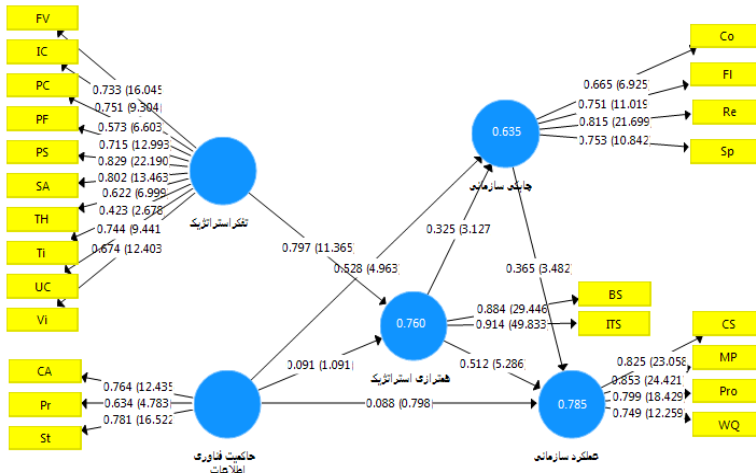 FV
IC
PC
PF
PS
SA
TH
Ti
UC
Vi
0.733 (16.045
0.751 (9.304)
0.573 (6.603)
0.715 (12.993)
0.829 (22.190)
0.802 (13.463)
0.622 (6.999)
0.423 (2.678)
0.744 (9.441)
0.674 (12.403)
تفکراستراتژیک
0.797 (11.365)
0.528 (4.963)
0.325 (3.127
0.635
چابکی سازمانی
0.665 (6.925)
0.751 (11.019)
0.815 (21.699)
0.753 (10.842)
Co
Fl
Re
Sp
0.365 (3.482)
0.760
همترازی استراتژیک
0.884 (29.446)
0.914 (49.833)
BS
ITS
0.091 (1.091)
0.512 (5.286)
0.088 (0.798)
CA
Pr
St
0.764 (12.435
0.634 (4.783)
0.781 (16.522)
حاکمیت فناوری
اطلاعات
0.785
عملکرد سازمانی
0.825 (23.058
0.853 (24.421)
0.799 (18.429)
0.749 (12.259)
CS
MP
Pro
WQ